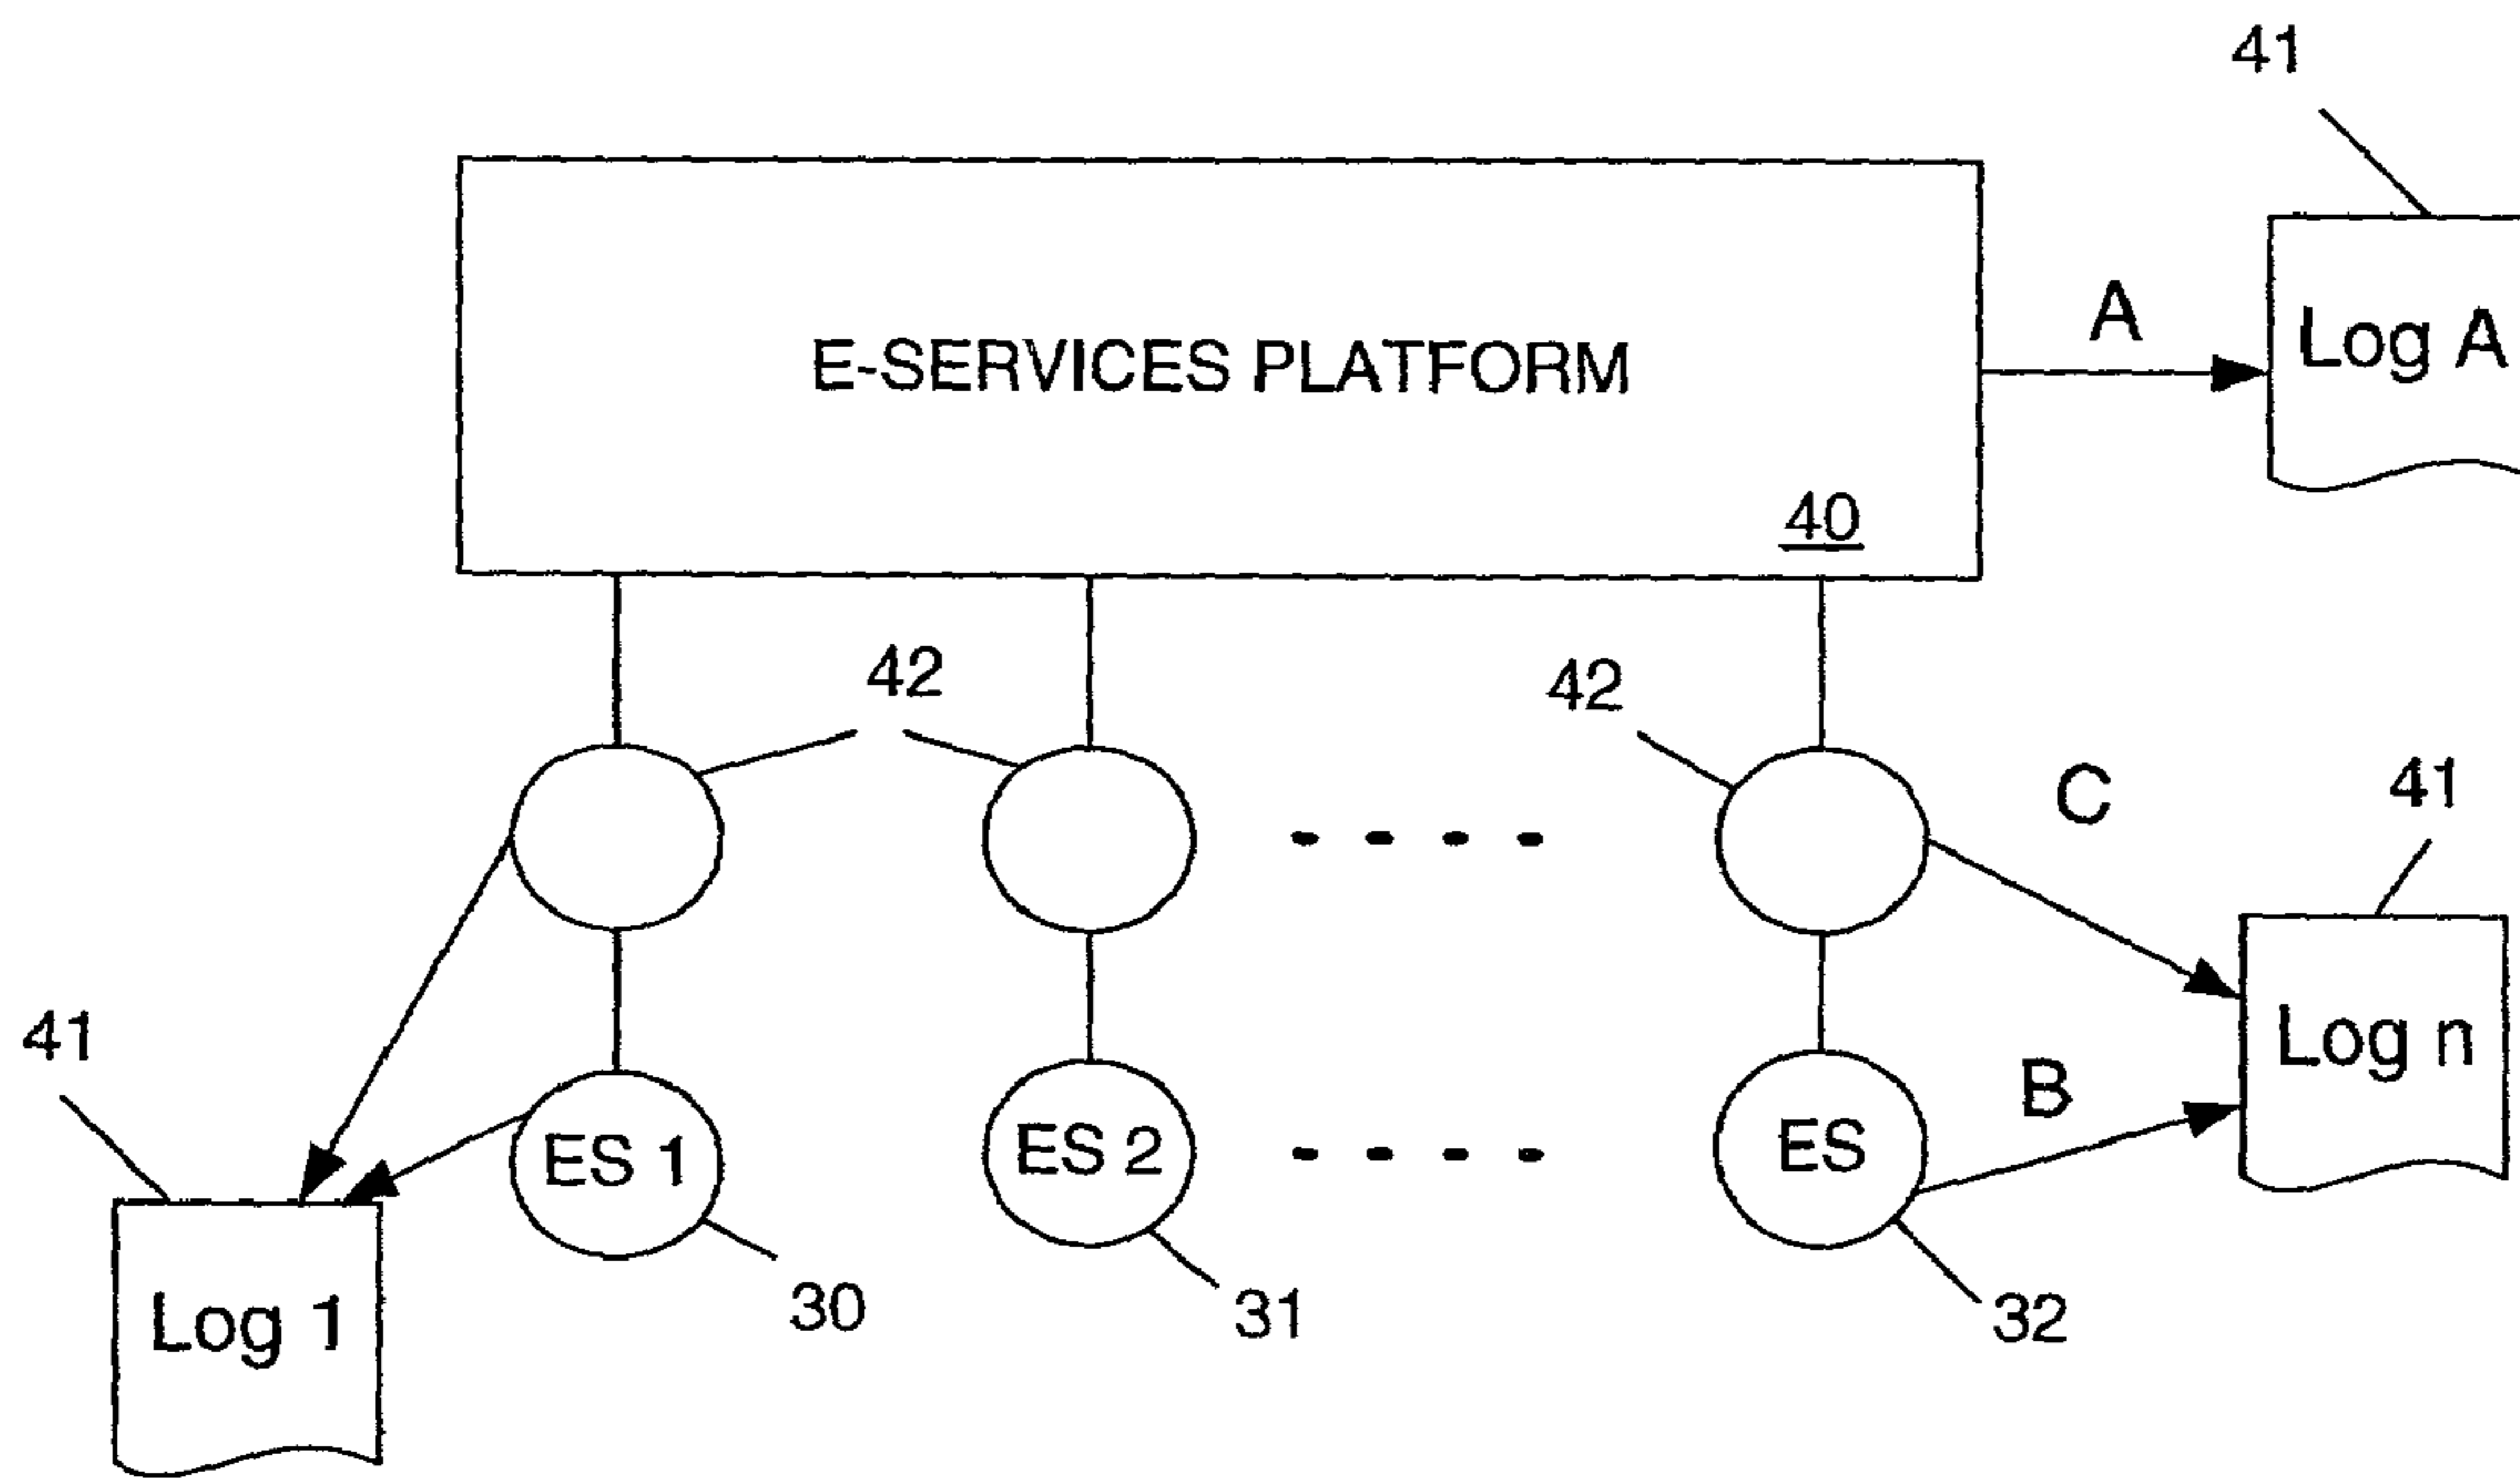 41
E-SERVICES PLATFORM
A
Log A
40
42
42
C
41
41
Log n
B
ES 1
ES 2
ES
30
31
32
Log 1